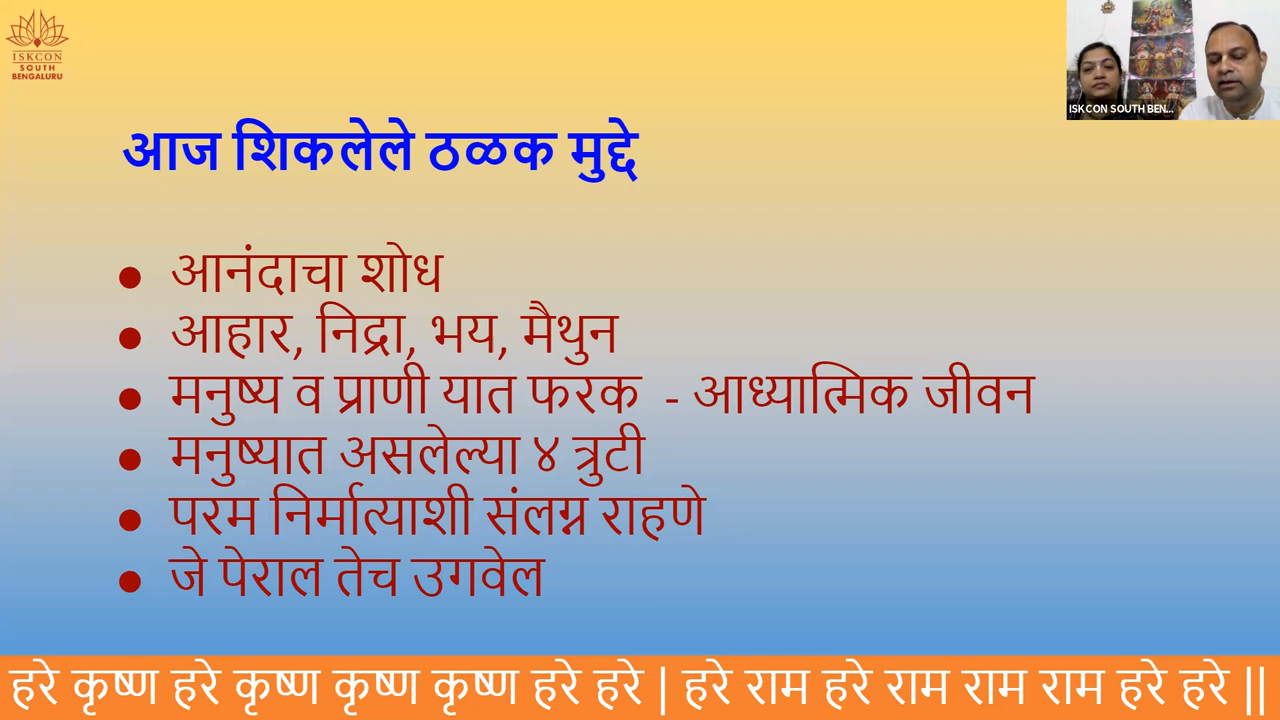 ISKCON
SOUTH
BENGALURU
ISKCON SOUTH BEN...
आज शिकलेले ठळक मुद्दे
● आनंदाचा शोध
● आहार, निद्रा, भय, मैथुन
● मनुष्य व प्राणी यात फरक - आध्यात्मिक जीवन
● मनुष्यात असलेल्या ४ त्रुटी
● परम निर्मात्याशी संलग्न राहणे
● जे पेराल तेच उगवेल
हरे कृष्ण हरे कृष्ण कृष्ण कृष्ण हरे हरे | हरे राम हरे राम राम राम हरे हरे ||